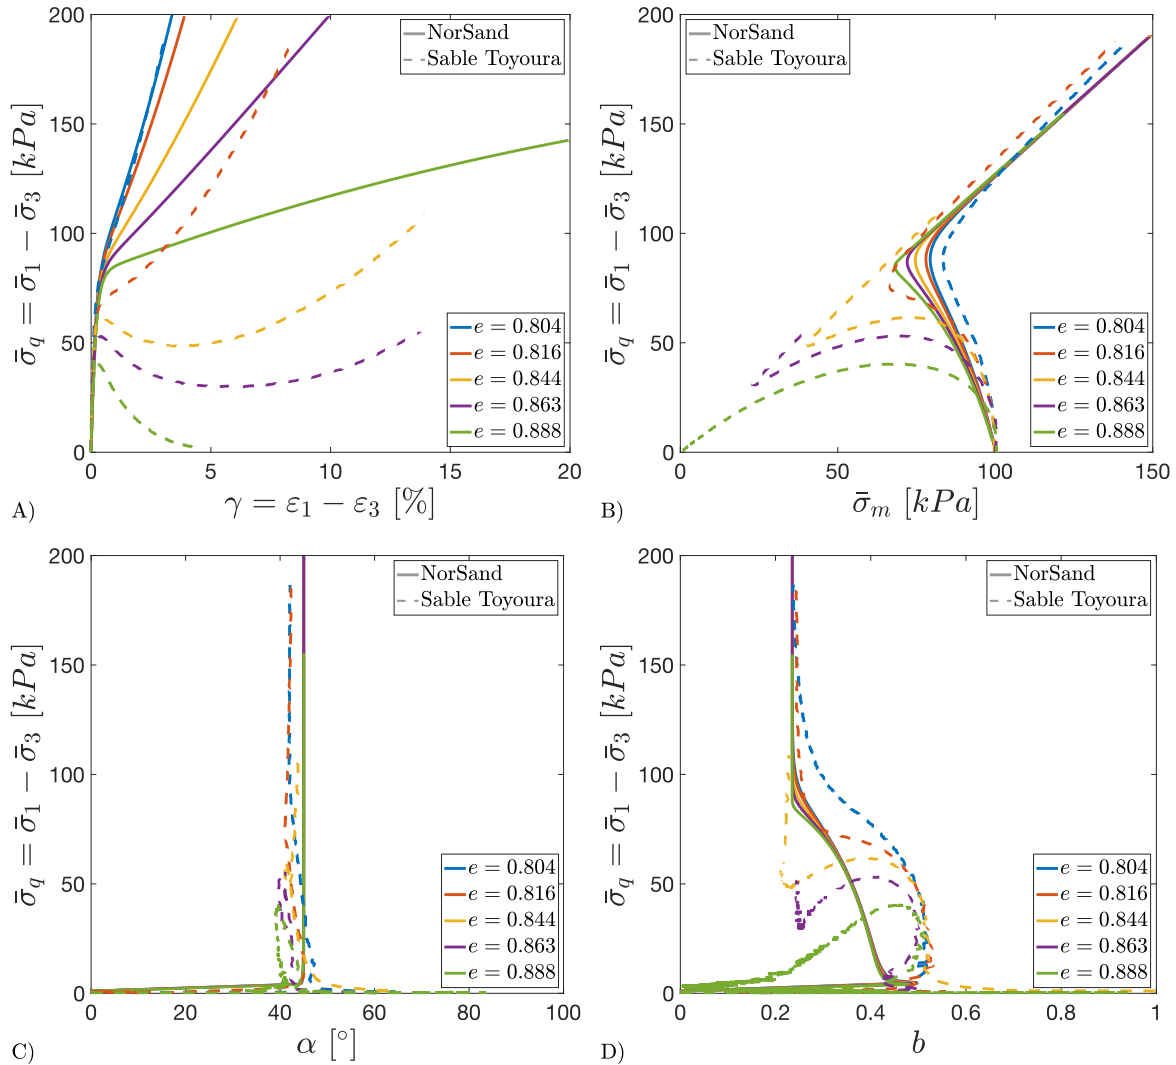 200
150
100
50
0
0
5
10
15
20
σ̄q = σ̄1 − σ̄3 [kPa]
γ = ε1 − ε3 [%]
NorSand
Sable Toyoura
e = 0.804
e = 0.816
e = 0.844
e = 0.863
e = 0.888
A)
200
150
100
50
0
0
50
100
150
σ̄q = σ̄1 − σ̄3 [kPa]
σ̄m [kPa]
NorSand
Sable Toyoura
e = 0.804
e = 0.816
e = 0.844
e = 0.863
e = 0.888
B)
200
150
100
50
0
0
20
40
60
80
100
σ̄q = σ̄1 − σ̄3 [kPa]
α [°]
NorSand
Sable Toyoura
e = 0.804
e = 0.816
e = 0.844
e = 0.863
e = 0.888
C)
200
150
100
50
0
0
0.2
0.4
0.6
0.8
1
σ̄q = σ̄1 − σ̄3 [kPa]
b
NorSand
Sable Toyoura
e = 0.804
e = 0.816
e = 0.844
e = 0.863
e = 0.888
D)